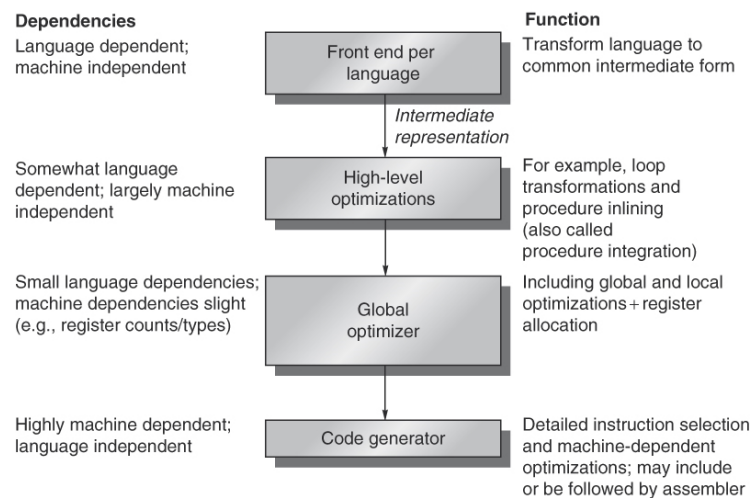 Dependencies
Language dependent;
machine independent
Front end per
language
Function
Transform language to
common intermediate form
Intermediate
representation
Somewhat language
dependent; largely machine
independent
High-level
optimizations
For example, loop
transformations and
procedure inlining
(also called
procedure integration)
Small language dependencies;
machine dependencies slight
(e.g., register counts/types)
Global
optimizer
Including global and local
optimizations + register
allocation
Highly machine dependent;
language independent
Code generator
Detailed instruction selection
and machine-dependent
optimizations; may include
or be followed by assembler